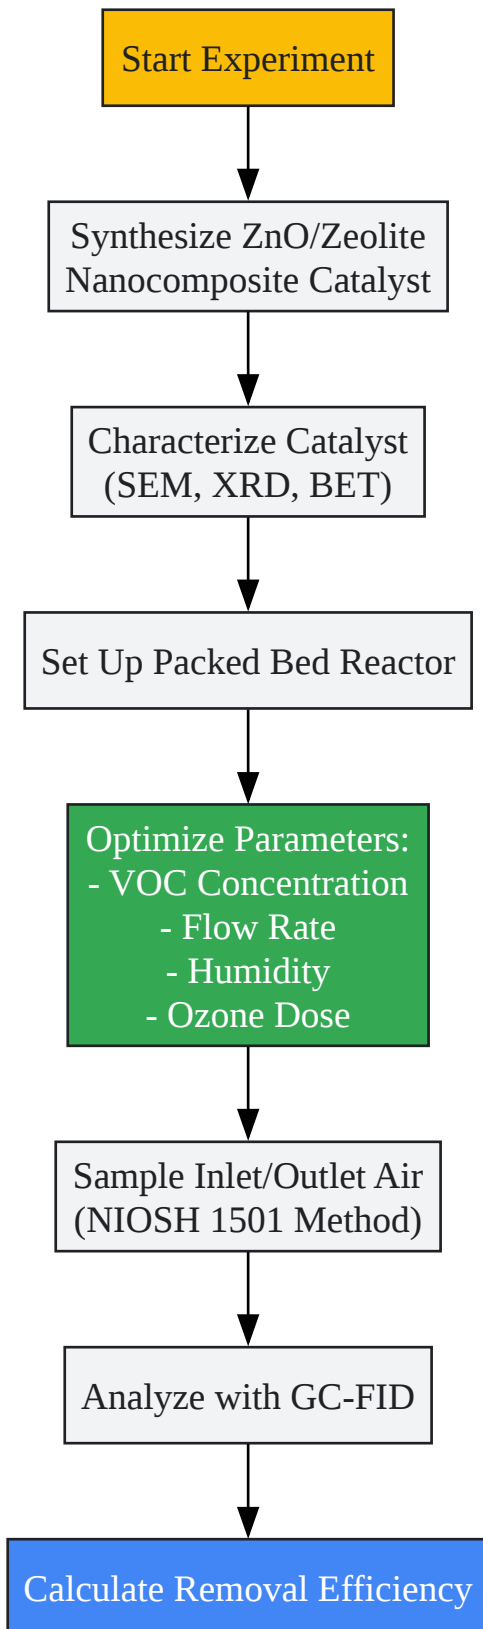 Start Experiment
Synthesize ZnO/Zeolite
Nanocomposite Catalyst
Characterize Catalyst
(SEM, XRD, BET)
Set Up Packed Bed Reactor
Optimize Parameters:
- VOC Concentration
- Flow Rate
- Humidity
- Ozone Dose
Sample Inlet/Outlet Air
(NIOSH 1501 Method)
Analyze with GC-FID
Calculate Removal Efficiency